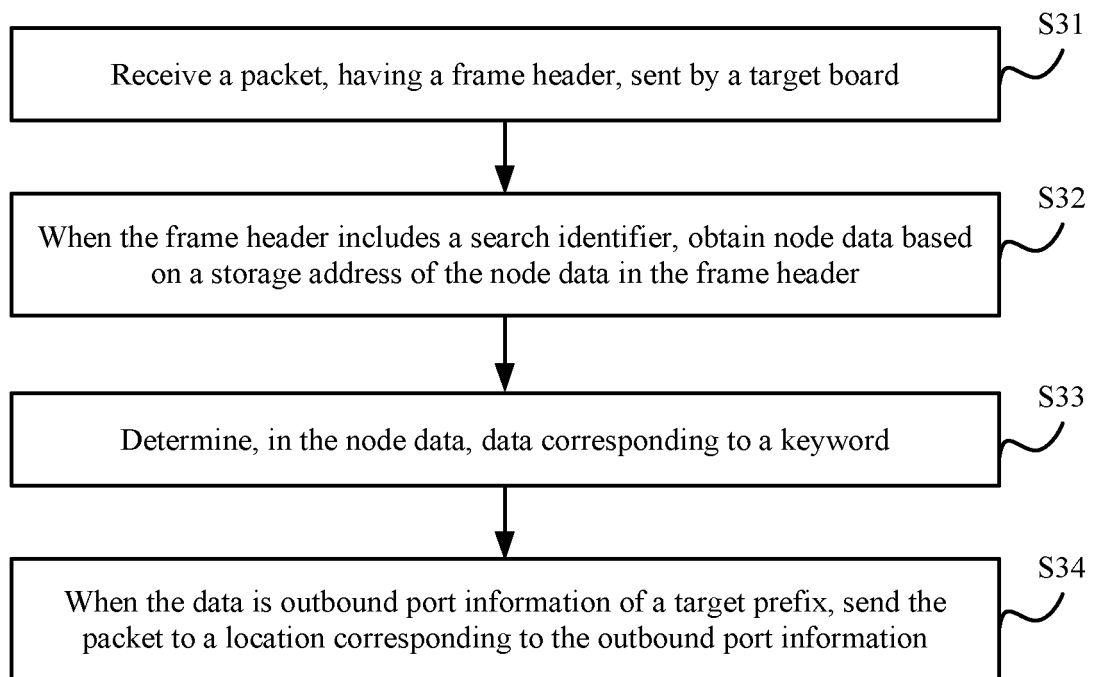 S31
Receive a packet, having a frame header, sent by a target board
S32
When the frame header includes a search identifier, obtain node data based
on a storage address of the node data in the frame header
S33
Determine, in the node data, data corresponding to a keyword
S34
When the data is outbound port information of a target prefix, send the
packet to a location corresponding to the outbound port information